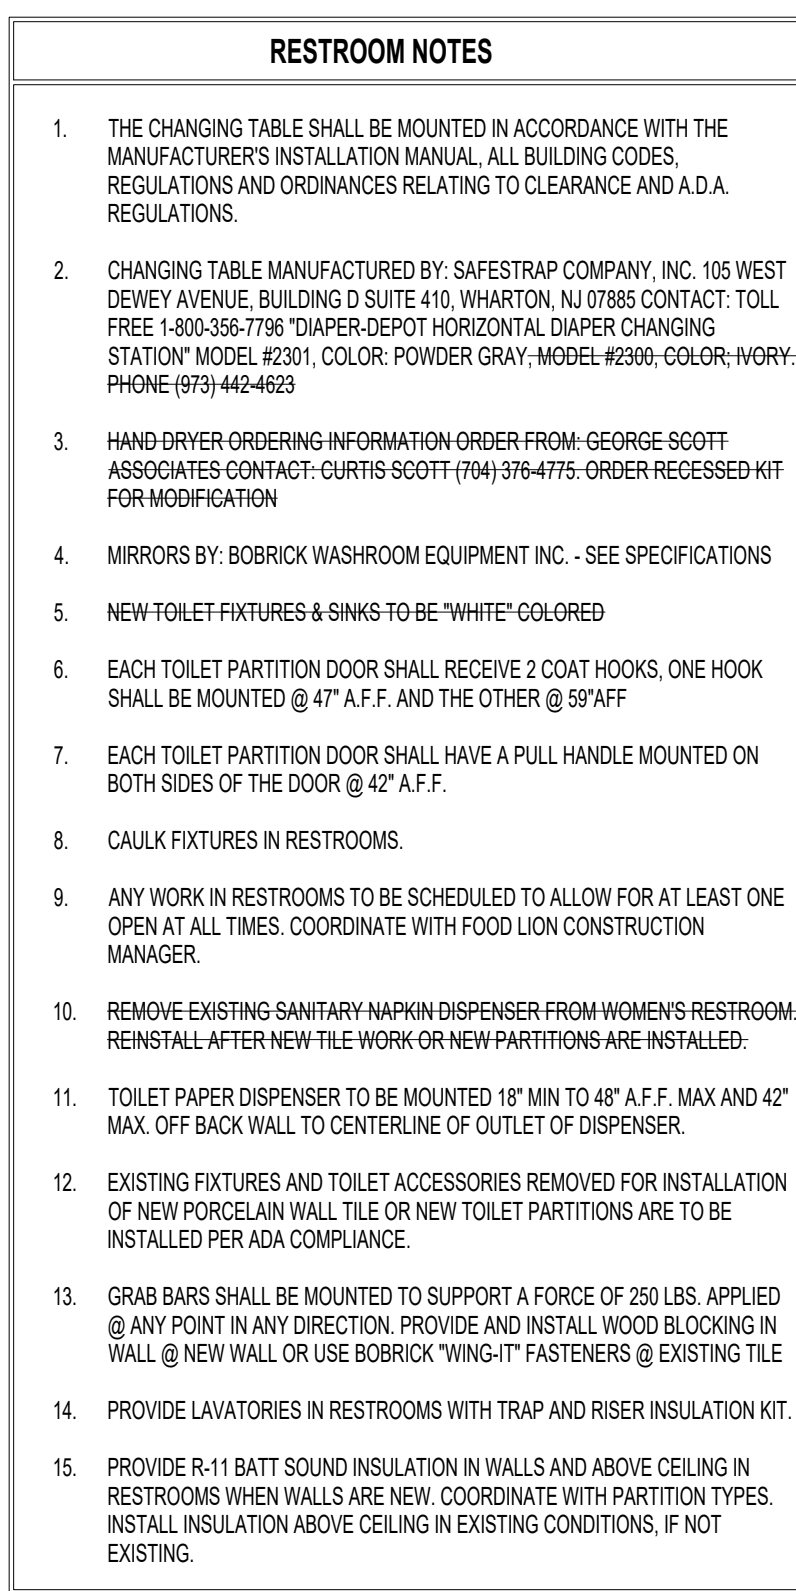 RESTROOM NOTES
1. THE CHANGING TABLE SHALL BE MOUNTED IN ACCORDANCE WITH THE
MANUFACTURER'S INSTALLATION MANUAL, ALL BUILDING CODES,
REGULATIONS AND ORDINANCES RELATING TO CLEARANCE AND A.D.A.
REGULATIONS.
2. CHANGING TABLE MANUFACTURED BY: SAFESTRAP COMPANY, INC. 105 WEST
DEWEY AVENUE, BUILDING D SUITE 410, WHARTON, NJ 07885 CONTACT: TOLL
FREE 1-800-356-7796 "DIAPER-DEPOT HORIZONTAL DIAPER CHANGING
STATION" MODEL #2301, COLOR: POWDER GRAY, MODEL #2300, COLOR; IVORY.
PHONE (973) 442-4623
3. HAND DRYER ORDERING INFORMATION ORDER FROM: GEORGE SCOTT
ASSOCIATES CONTACT: CURTIS SCOTT (704) 376-4775. ORDER RECESSED KIT
FOR MODIFICATION
4. MIRRORS BY: BOBRICK WASHROOM EQUIPMENT INC. - SEE SPECIFICATIONS
5. NEW TOILET FIXTURES & SINKS TO BE "WHITE" COLORED
6. EACH TOILET PARTITION DOOR SHALL RECEIVE 2 COAT HOOKS, ONE HOOK
SHALL BE MOUNTED @ 47" A.F.F. AND THE OTHER @ 59"AFF
7. EACH TOILET PARTITION DOOR SHALL HAVE A PULL HANDLE MOUNTED ON
BOTH SIDES OF THE DOOR @ 42" A.F.F.
8. CAULK FIXTURES IN RESTROOMS.
9. ANY WORK IN RESTROOMS TO BE SCHEDULED TO ALLOW FOR AT LEAST ONE
OPEN AT ALL TIMES. COORDINATE WITH FOOD LION CONSTRUCTION
MANAGER.
10. REMOVE EXISTING SANITARY NAPKIN DISPENSER FROM WOMEN'S RESTROOM.
REINSTALL AFTER NEW TILE WORK OR NEW PARTITIONS ARE INSTALLED.
11. TOILET PAPER DISPENSER TO BE MOUNTED 18" MIN TO 48" A.F.F. MAX AND 42"
MAX. OFF BACK WALL TO CENTERLINE OF OUTLET OF DISPENSER.
12. EXISTING FIXTURES AND TOILET ACCESSORIES REMOVED FOR INSTALLATION
OF NEW PORCELAIN WALL TILE OR NEW TOILET PARTITIONS ARE TO BE
INSTALLED PER ADA COMPLIANCE.
13. GRAB BARS SHALL BE MOUNTED TO SUPPORT A FORCE OF 250 LBS. APPLIED
@ ANY POINT IN ANY DIRECTION. PROVIDE AND INSTALL WOOD BLOCKING IN
WALL @ NEW WALL OR USE BOBRICK "WING-IT" FASTENERS @ EXISTING TILE
14. PROVIDE LAVATORIES IN RESTROOMS WITH TRAP AND RISER INSULATION KIT.
15. PROVIDE R-11 BATT SOUND INSULATION IN WALLS AND ABOVE CEILING IN
RESTROOMS WHEN WALLS ARE NEW. COORDINATE WITH PARTITION TYPES.
INSTALL INSULATION ABOVE CEILING IN EXISTING CONDITIONS, IF NOT
EXISTING.